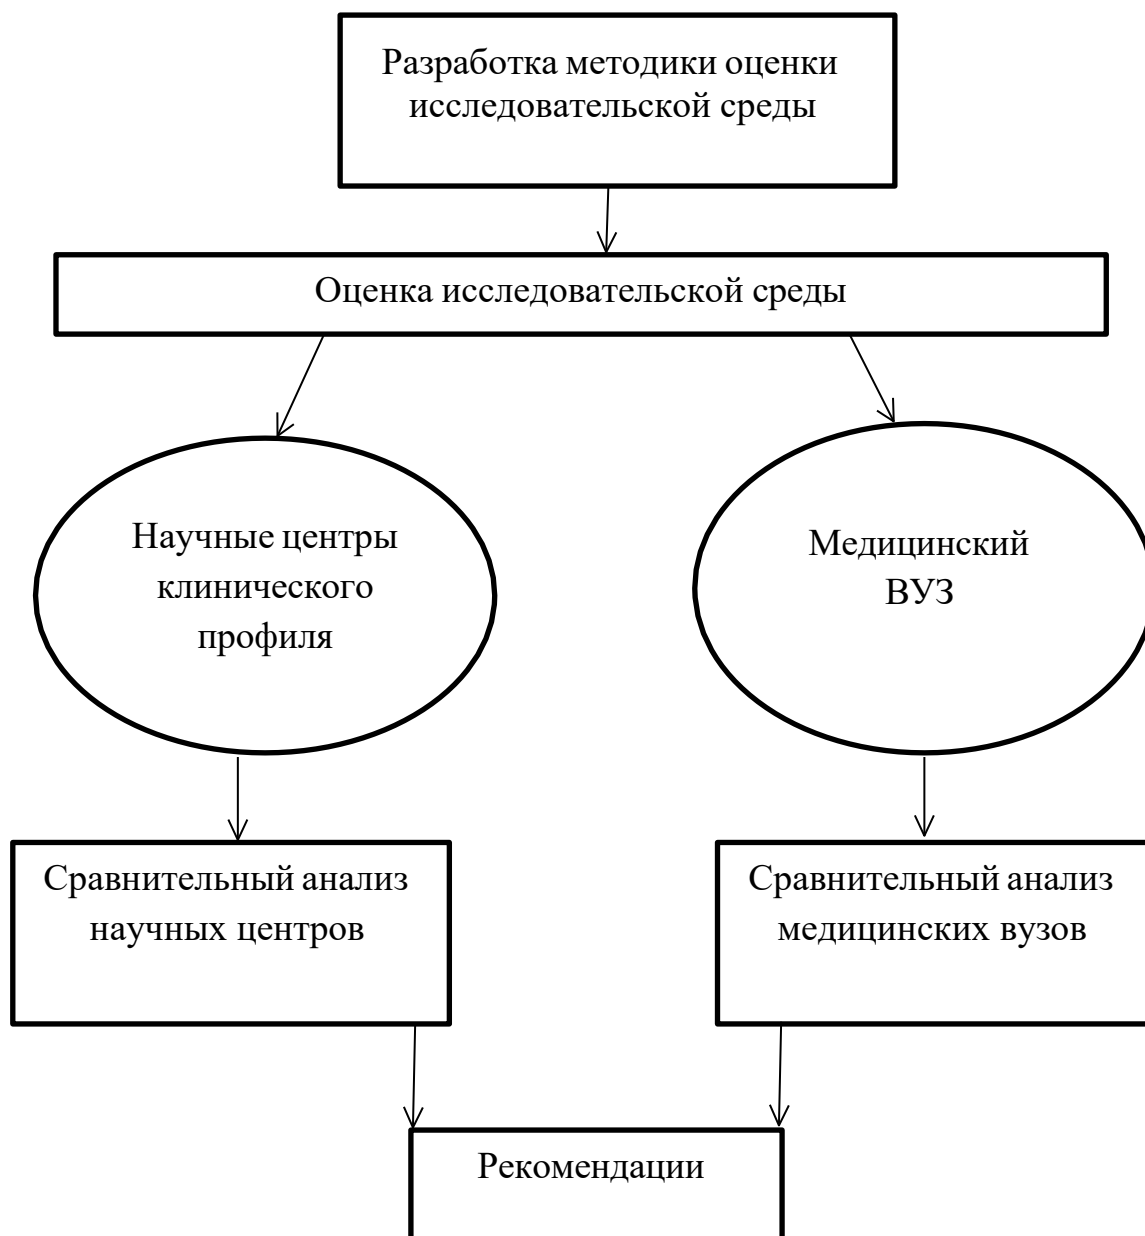 Разработка методики оценки
исследовательской среды
Оценка исследовательской среды
Научные центры
клинического
профиля
Медицинский
ВУЗ
Сравнительный анализ
научных центров
Сравнительный анализ
медицинских вузов
Рекомендации